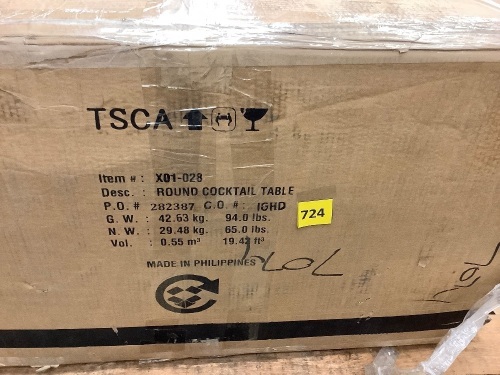 TSCA
Item # : X01-028
Desc. : ROUND COCKTAIL TABLE
P.O. # 282387 C.O. # : IGHD
724
G. W. : 42.63 kg. 94.0 lbs.
N. W. : 29.48 kg. 65.0 lbs.
Vol. : 0.55 m³ 19.42 ft³
MADE IN PHILIPPINES